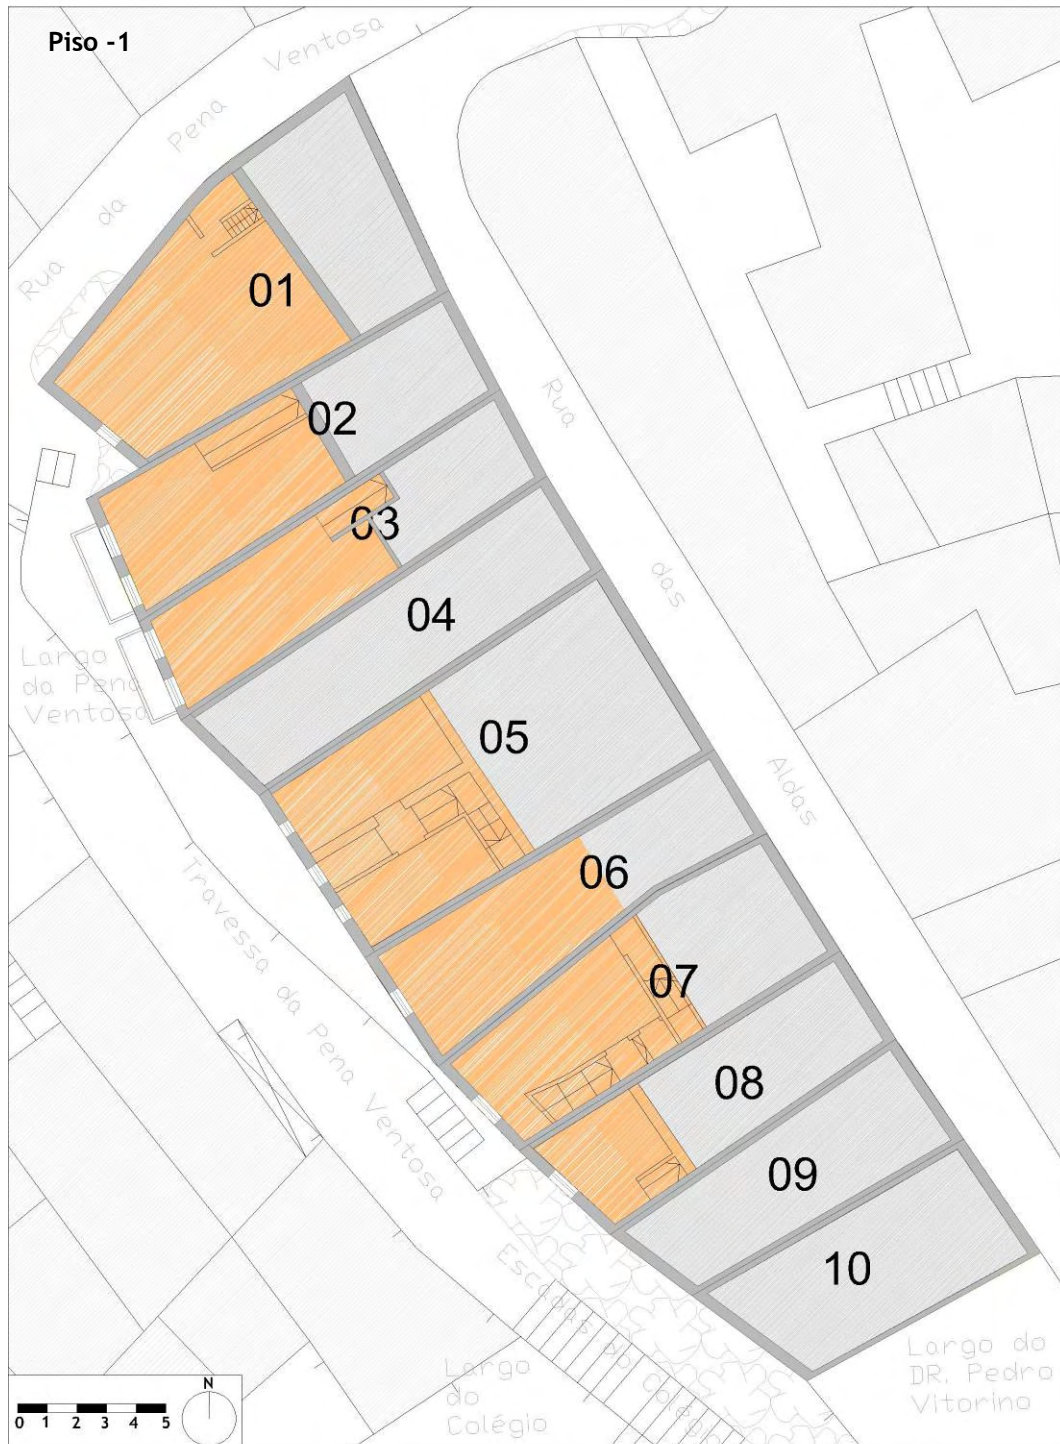 Piso -1
Rua da Pena Ventosa
01
02
Rua das Aldas
03
04
Largo
da Pena
Ventosa
05
06
07
Travessa da Pena Ventosa
08
09
10
Escadas do Colégio
Largo
do
Colégio
Largo do
DR. Pedro
Vitorino
N
0 1 2 3 4 5